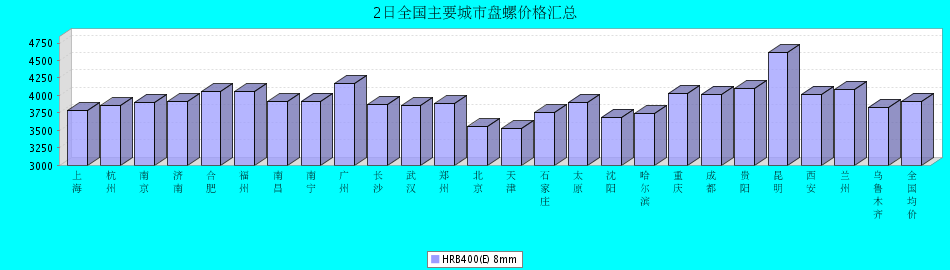 2日全国主要城市盘螺价格汇总
4750
4500
4250
4000
3750
3500
3250
3000
上海
杭州
南京
济南
合肥
福州
南昌
南宁
广州
长沙
武汉
郑州
北京
天津
石家庄
太原
沈阳
哈尔滨
重庆
成都
贵阳
昆明
西安
兰州
乌鲁木齐
全国均价
HRB400(E) 8mm